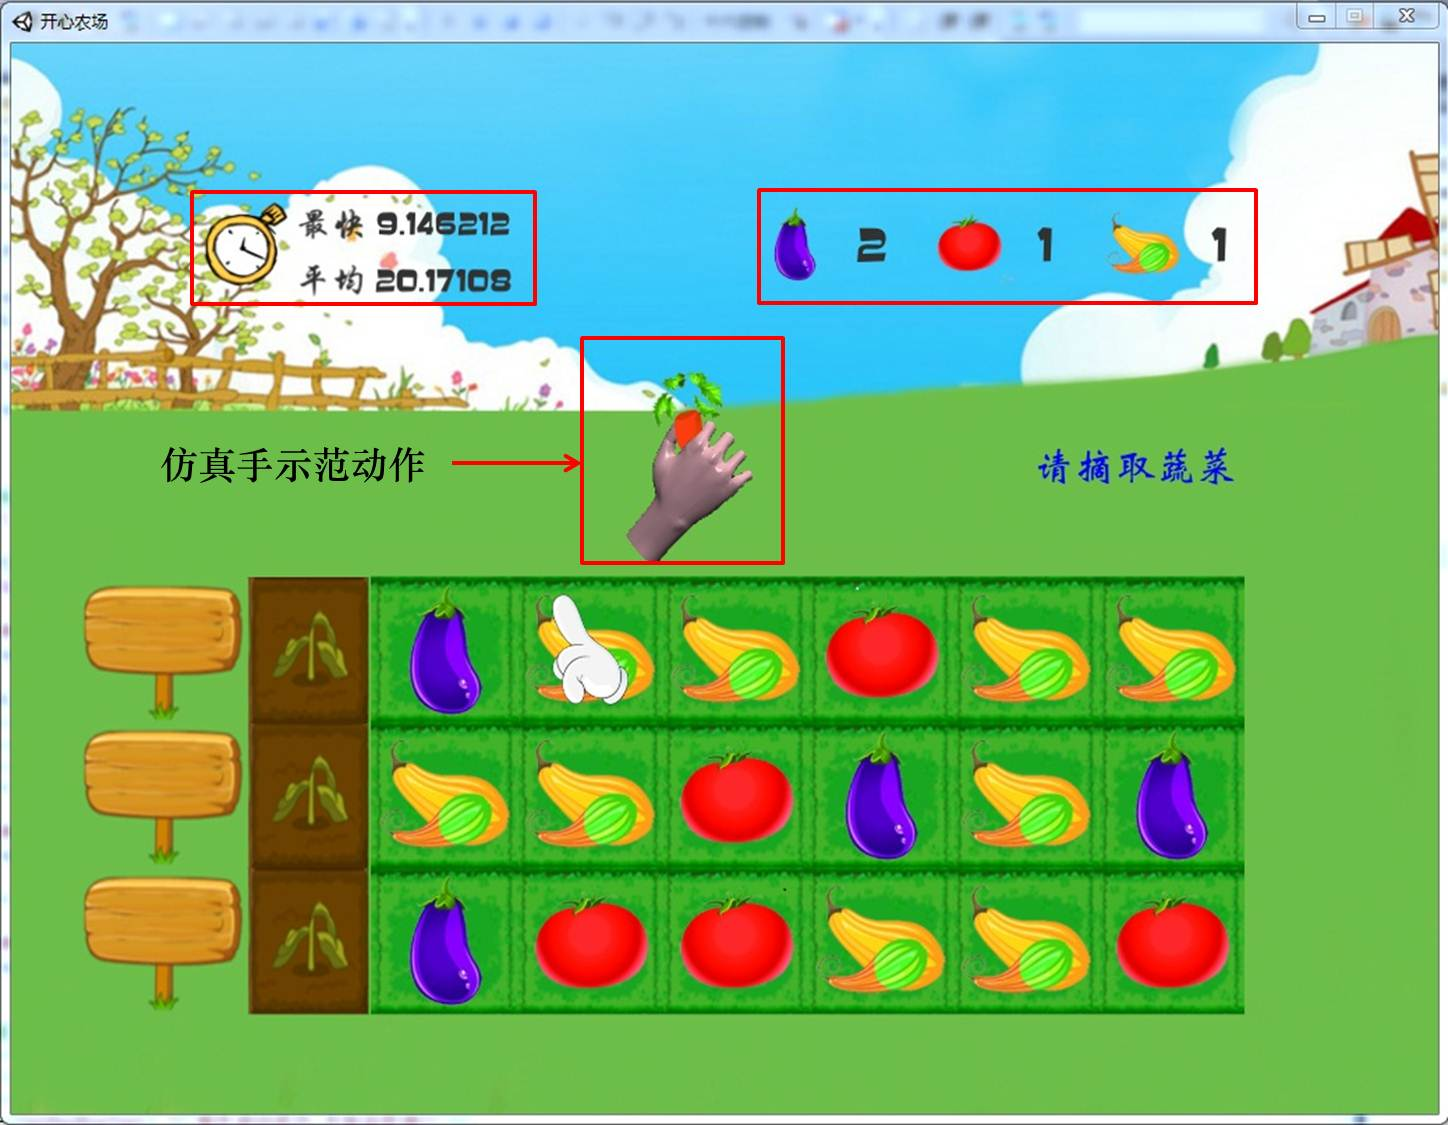 开心农场
最快 9.146212
平均 20.17108
2 1 1
仿真手示范动作
请摘取蔬菜